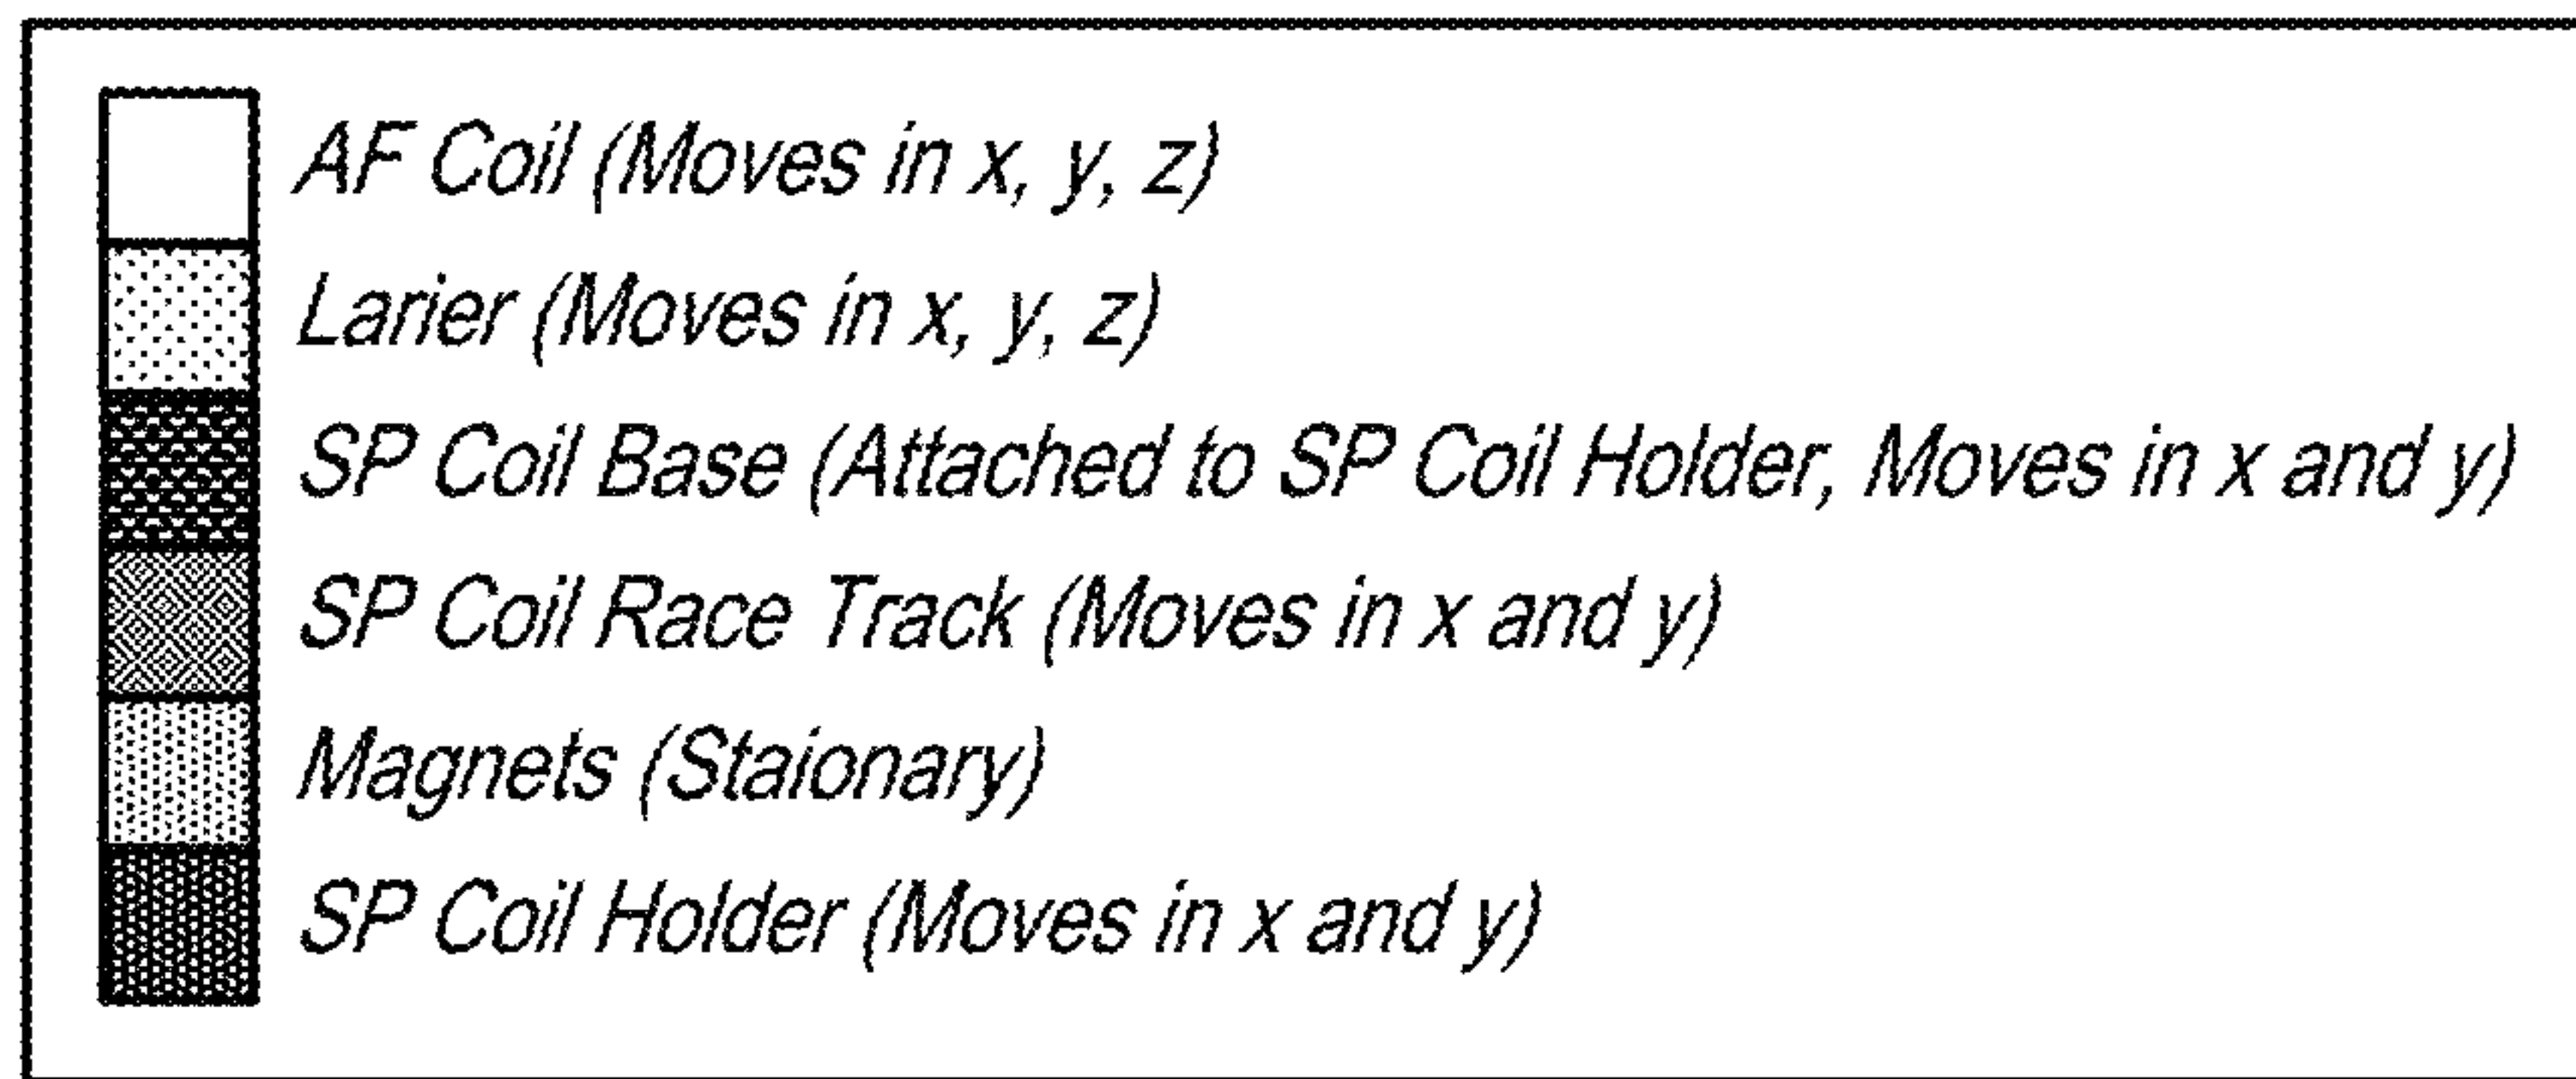 AF Coil (Moves in x, y, z)
Larier (Moves in x, y, z)
SP Coil Base (Attached to SP Coil Holder, Moves in x and y)
SP Coil Race Track (Moves in x and y)
Magnets (Staionary)
SP Coil Holder (Moves in x and y)